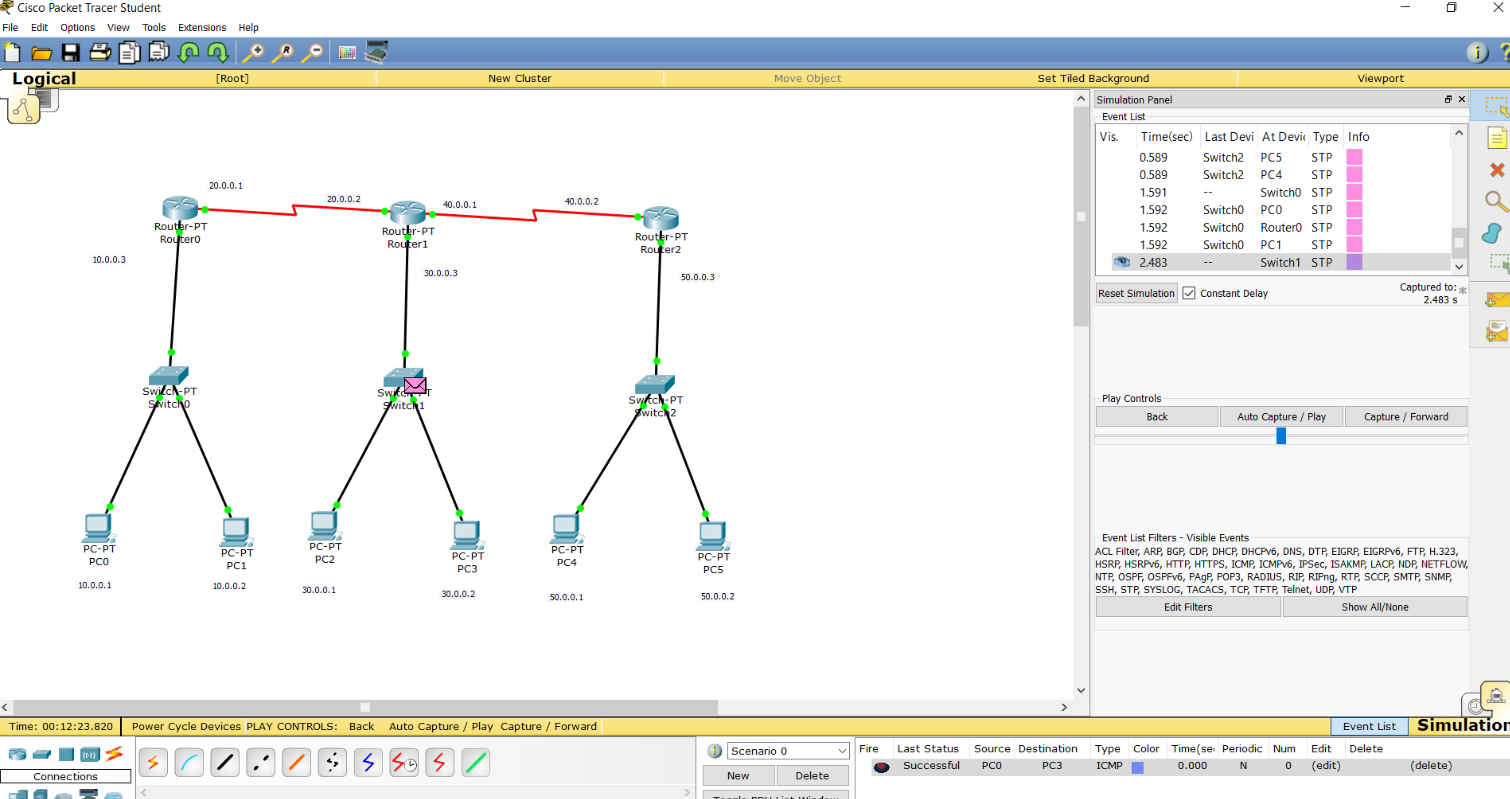 Cisco Packet Tracer Student
File Edit Options View Tools Extensions Help
Logical [Root] New Cluster Move Object Set Tiled Background Viewport
Simulation Panel
Event List
Vis. Time(sec) Last Devi At Devic Type Info
0.589 Switch2 PC5 STP
0.589 Switch2 PC4 STP
1.591 -- Switch0 STP
1.592 Switch0 PC0 STP
1.592 Switch0 Router0 STP
1.592 Switch0 PC1 STP
2.483 -- Switch1 STP
Reset Simulation Constant Delay Captured to: *
2.483 s
Play Controls
Back Auto Capture / Play Capture / Forward
Event List Filters - Visible Events
ACL Filter, ARP, BGP, CDP, DHCP, DHCPv6, DNS, DTP, EIGRP, EIGRPv6, FTP, H.323,
HSRP, HSRPv6, HTTP, HTTPS, ICMP, ICMPv6, IPSec, ISAKMP, LACP, NDP, NETFLOW,
NTP, OSPF, OSPFv6, PAgP, POP3, RADIUS, RIP, RIPng, RTP, SCCP, SMTP, SNMP,
SSH, STP, SYSLOG, TACACS, TCP, TFTP, Telnet, UDP, VTP
Edit Filters Show All/None
20.0.0.1
20.0.0.2
40.0.0.1
40.0.0.2
Router-PT
Router0
Router-PT
Router1
Router-PT
Router2
10.0.0.3
30.0.0.3
50.0.0.3
Switch-PT
Switch0
Switch-PT
Switch1
Switch-PT
Switch2
PC-PT
PC0
PC-PT
PC1
PC-PT
PC2
PC-PT
PC3
PC-PT
PC4
PC-PT
PC5
10.0.0.1
10.0.0.2
30.0.0.1
30.0.0.2
50.0.0.1
50.0.0.2
Time: 00:12:23.820 Power Cycle Devices PLAY CONTROLS: Back Auto Capture / Play Capture / Forward Event List Simulation
Connections
Scenario 0
New Delete
Toggle PDU List Window
Fire Last Status Source Destination Type Color Time(sec Periodic Num Edit Delete
Successful PC0 PC3 ICMP 0.000 N 0 (edit) (delete)